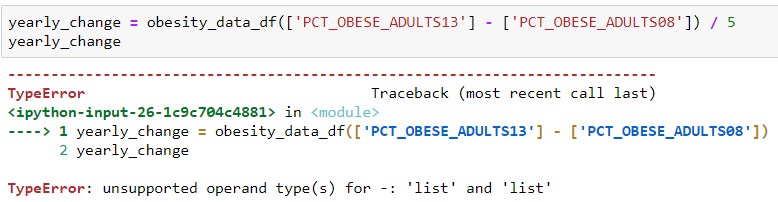 yearly_change = obesity_data_df(['PCT_OBESE_ADULTS13'] - ['PCT_OBESE_ADULTS08']) / 5
yearly_change
---------------------------------------------------------------------------
TypeError                                 Traceback (most recent call last)
<ipython-input-26-1c9c704c4881> in <module>
----> 1 yearly_change = obesity_data_df(['PCT_OBESE_ADULTS13'] - ['PCT_OBESE_ADULTS08'])
      2 yearly_change
TypeError: unsupported operand type(s) for -: 'list' and 'list'